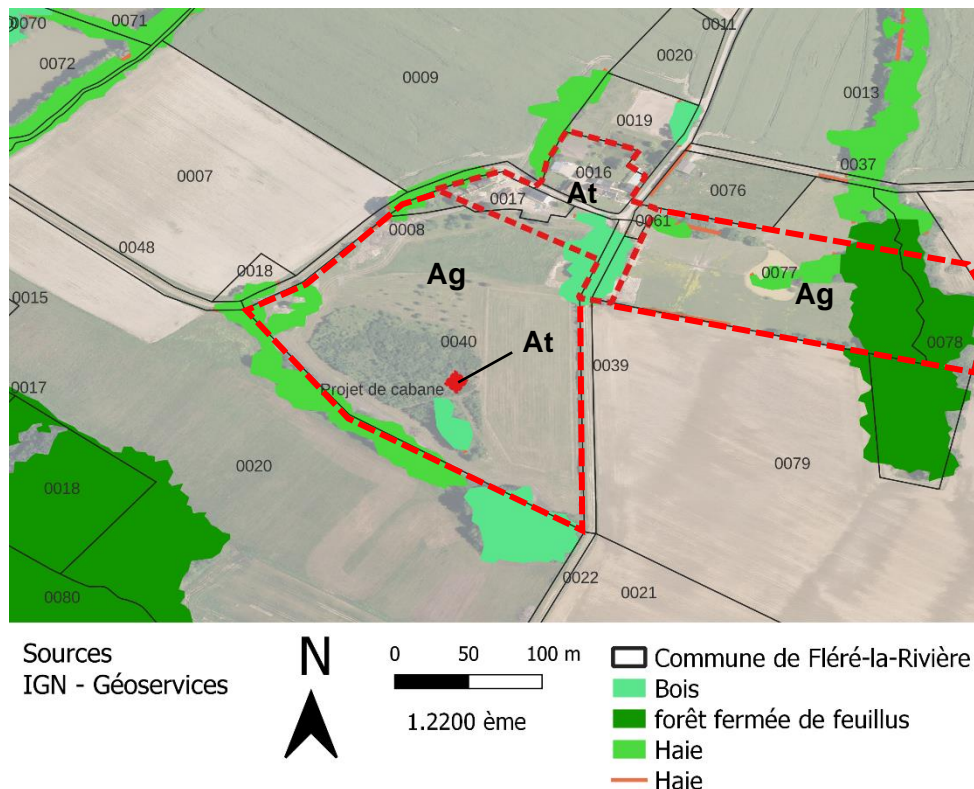 0070
0071
0011
0072
0009
0020
0013
0019
0037
0016
0007
At
0076
0017
0061
0008
0048
0018
Ag
0077
Ag
0015
0040
At
0078
0039
Projet de cabane
0017
0020
0079
0018
0022
0021
0080
Sources
IGN - Géoservices
N
0 50 100 m
1.2200 ème
Commune de Fléré-la-Rivière
Bois
forêt fermée de feuillus
Haie
Haie